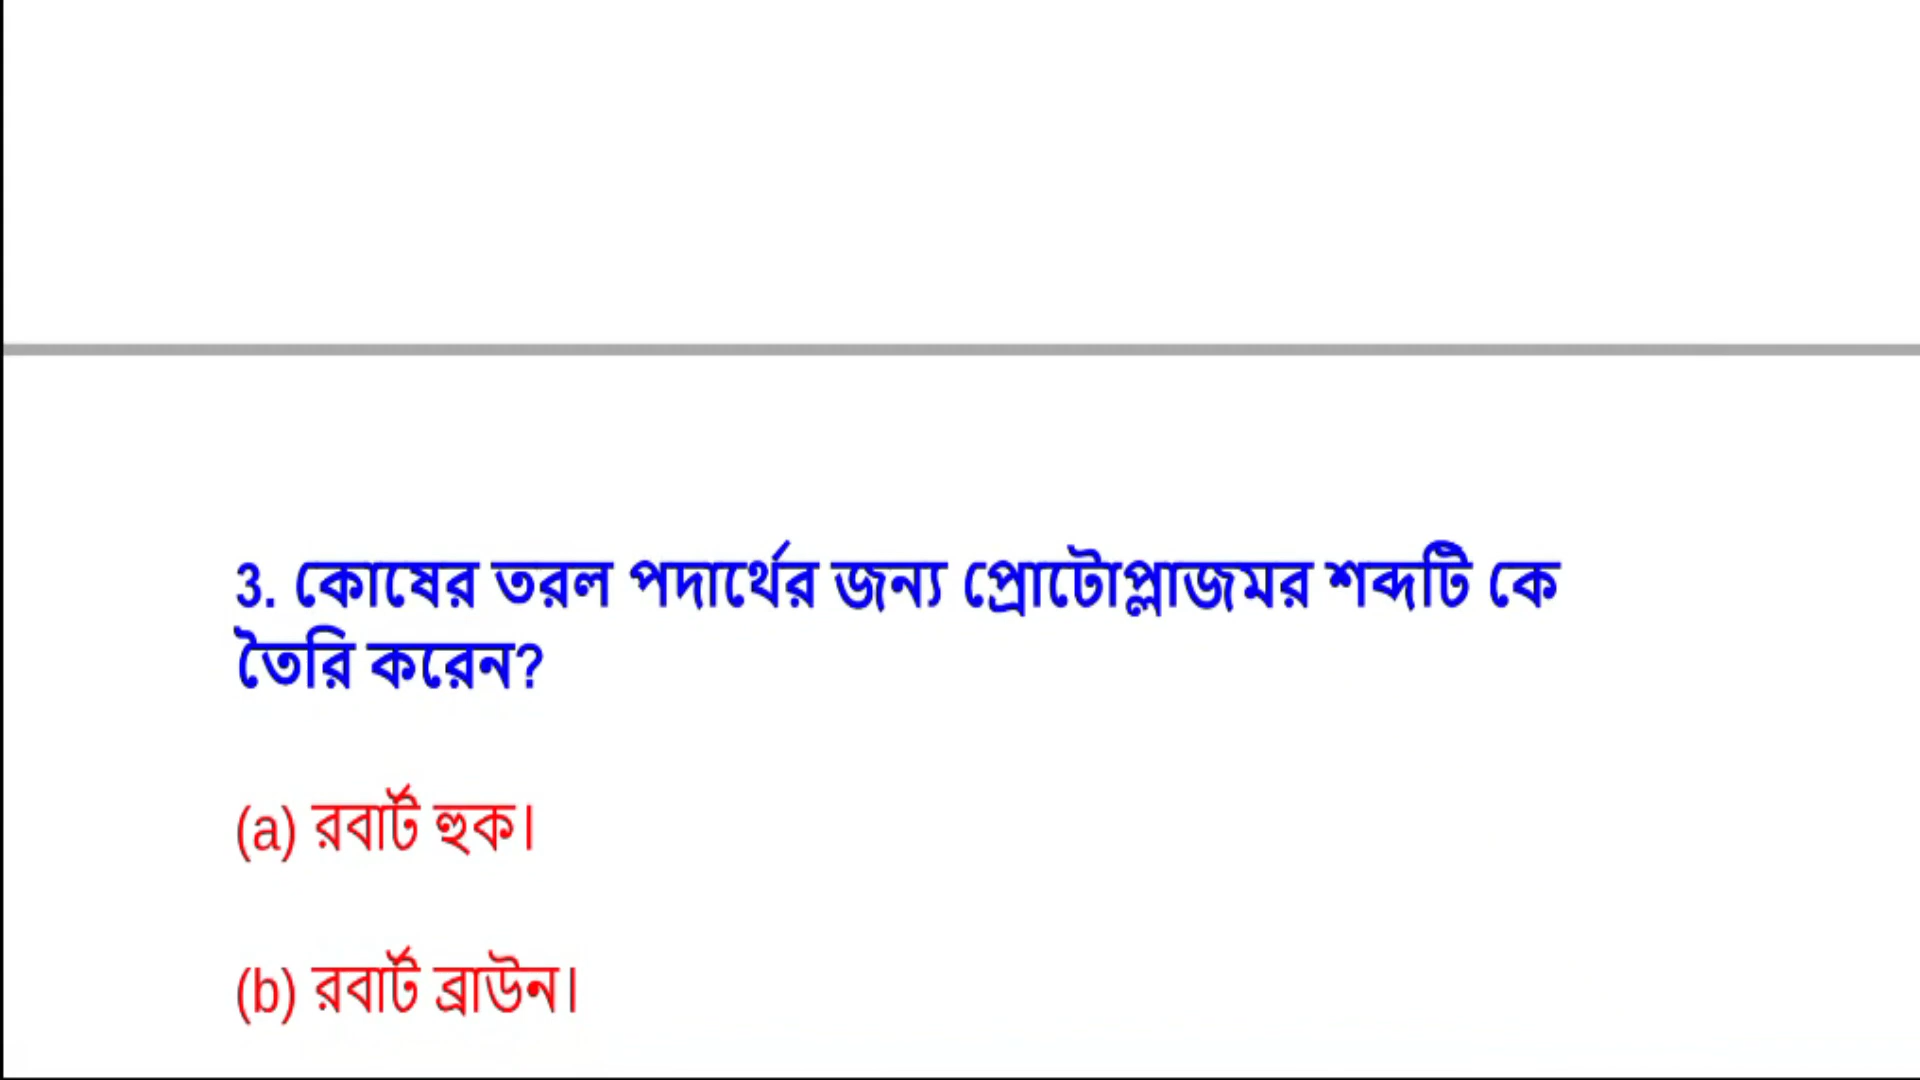 3. কোষের তরল পদার্থের জন্য প্রোটোপ্লাজমর শব্দটি কে
তৈরি করেন?
(a) রবার্ট হুক।
(b) রবার্ট ব্রাউন।